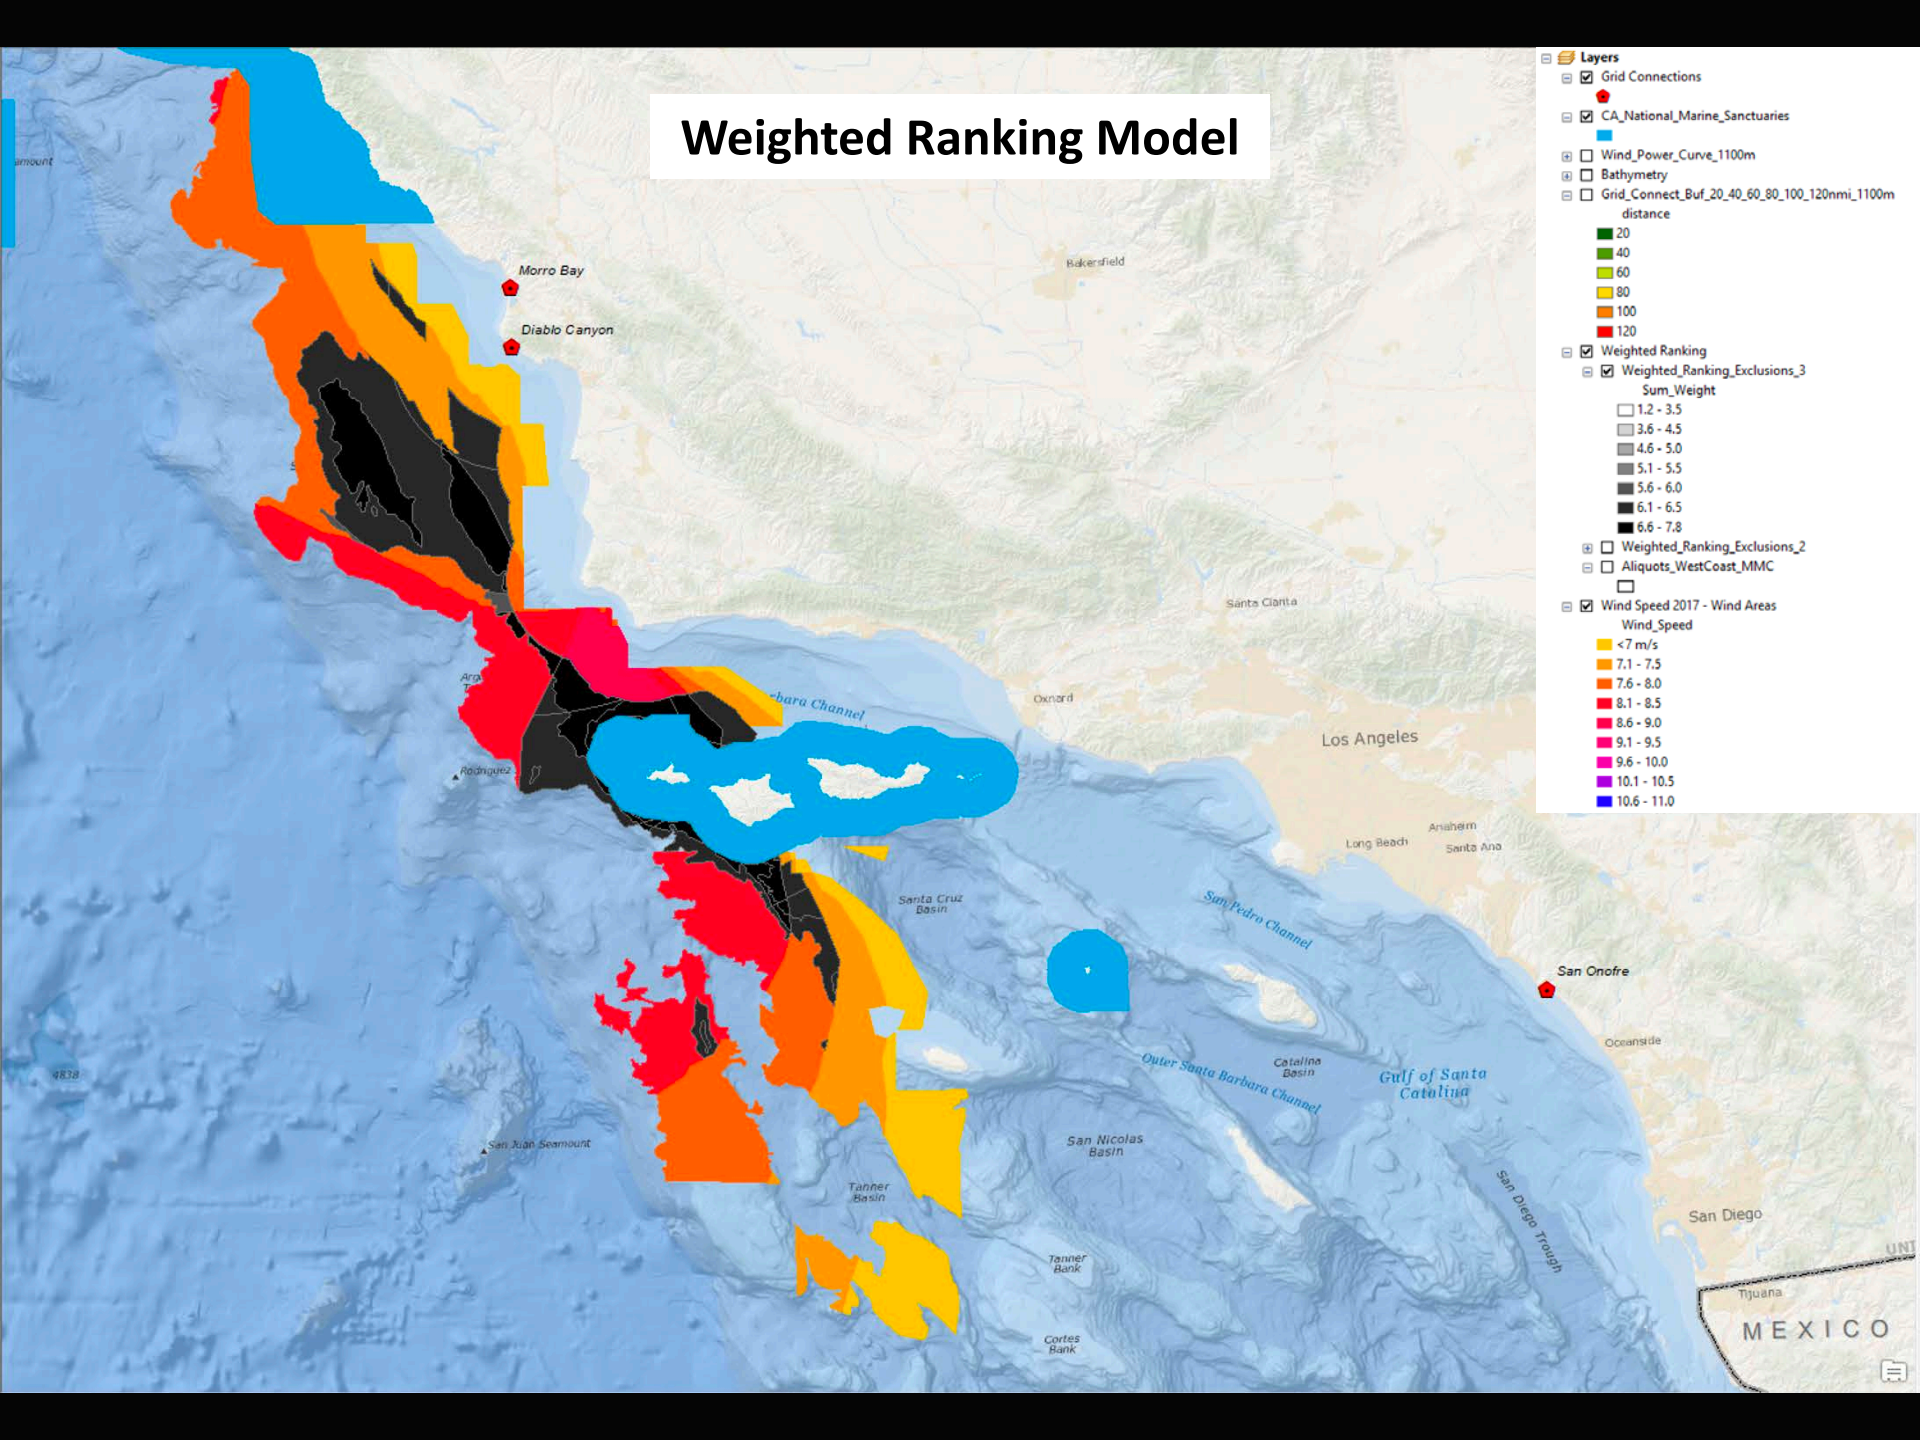 Weighted Ranking Model
Layers
Grid Connections
CA_National_Marine_Sanctuaries
Wind_Power_Curve_1100m
Bathymetry
Grid_Connect_Buf_20_40_60_80_100_120nmi_1100m
distance
20
40
60
80
100
120
Weighted Ranking
Weighted_Ranking_Exclusions_3
Sum_Weight
1.2 - 3.5
3.6 - 4.5
4.6 - 5.0
5.1 - 5.5
5.6 - 6.0
6.1 - 6.5
6.6 - 7.8
Weighted_Ranking_Exclusions_2
Aliquots_WestCoast_MMC
Wind Speed 2017 - Wind Areas
Wind_Speed
<7 m/s
7.1 - 7.5
7.6 - 8.0
8.1 - 8.5
8.6 - 9.0
9.1 - 9.5
9.6 - 10.0
10.1 - 10.5
10.6 - 11.0
amount
Morro Bay
Bakersfield
Diablo Canyon
Santa Clarita
Oxnard
bara Channel
Los Angeles
Rodriguez
Anaheim
Long Beach
Santa Ana
Santa Cruz
Basin
San Pedro Channel
San Onofre
Oceanside
4838
Outer Santa Barbara Channel
Catalina
Basin
Gulf of Santa
Catalina
San Juan Seamount
San Nicolas
Basin
Tanner
Basin
San Diego Trough
San Diego
Tanner
Bank
UNI
Tijuana
MEXICO
Cortes
Bank